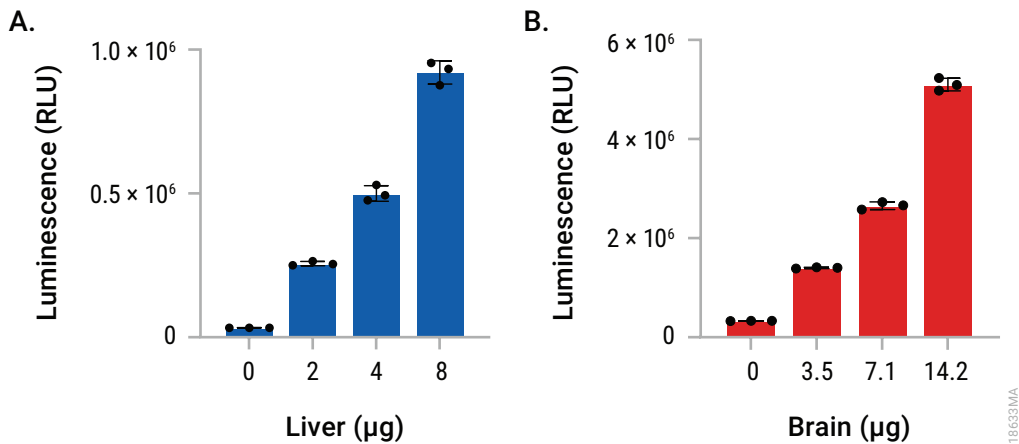 A.
Luminescence (RLU)
1.0 × 10⁶
0.5 × 10⁶
0
0 2 4 8
Liver (µg)
B.
Luminescence (RLU)
6 × 10⁶
4 × 10⁶
2 × 10⁶
0
0 3.5 7.1 14.2
Brain (µg)
18633MA